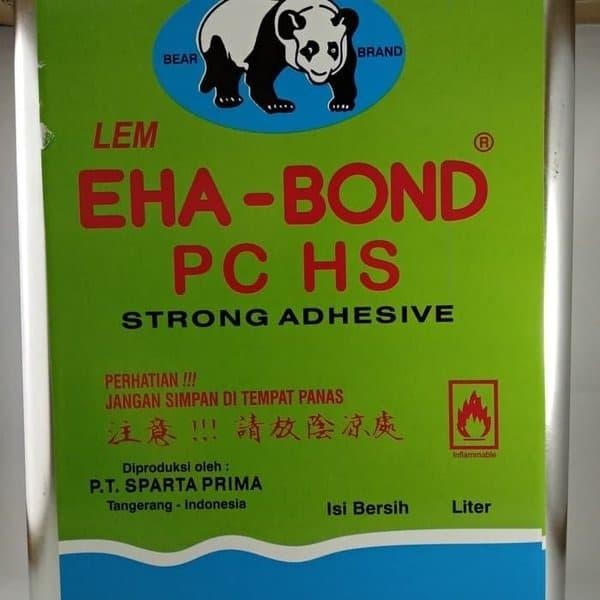 BEAR BRAND
LEM
EHA-BOND ®
PC HS
STRONG ADHESIVE
PERHATIAN !!!
JANGAN SIMPAN DI TEMPAT PANAS
注意 !!! 請放陰凉處
Inflammable
Diproduksi oleh :
P.T. SPARTA PRIMA
Tangerang - Indonesia
Isi Bersih Liter